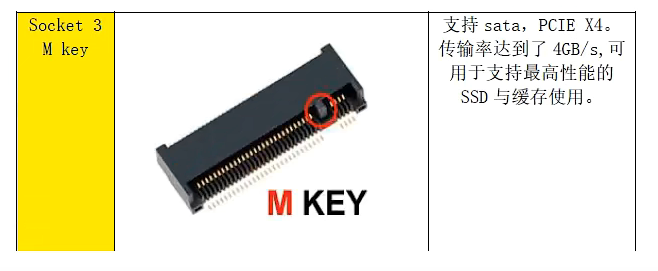 Socket 3
M key
M KEY
支持 sata，PCIE X4。
传输率达到了 4GB/s,可
用于支持最高性能的
SSD 与缓存使用。